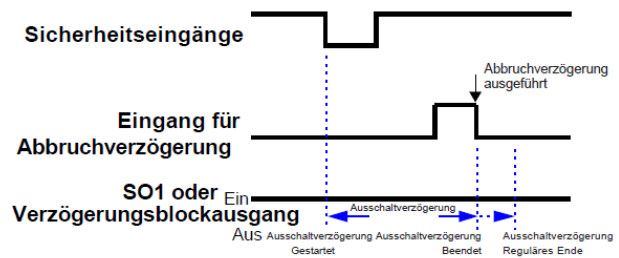 Sicherheitseingänge
Abbruchverzögerung
ausgeführt
Eingang für
Abbruchverzögerung
SO1 oder
Ein
Verzögerungsblockausgang
Ausschaltverzögerung
Aus
Ausschaltverzögerung
Gestartet
Ausschaltverzögerung
Beendet
Ausschaltverzögerung
Reguläres Ende